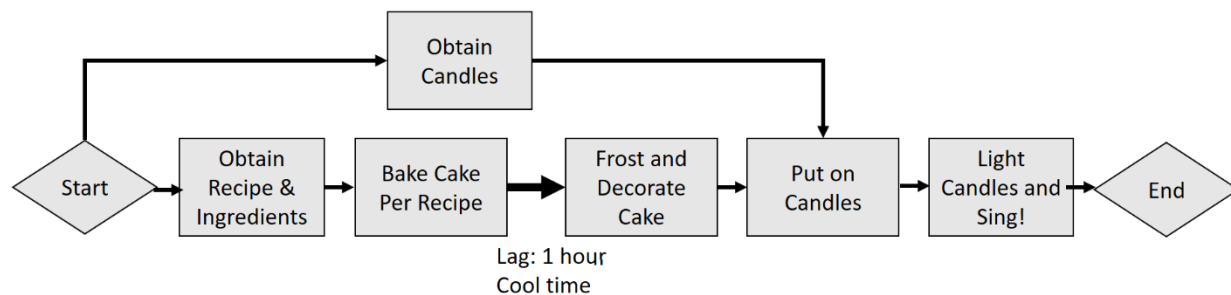 Obtain
Candles
Start
Obtain
Recipe &
Ingredients
Bake Cake
Per Recipe
Lag: 1 hour
Cool time
Frost and
Decorate
Cake
Put on
Candles
Light
Candles and
Sing!
End